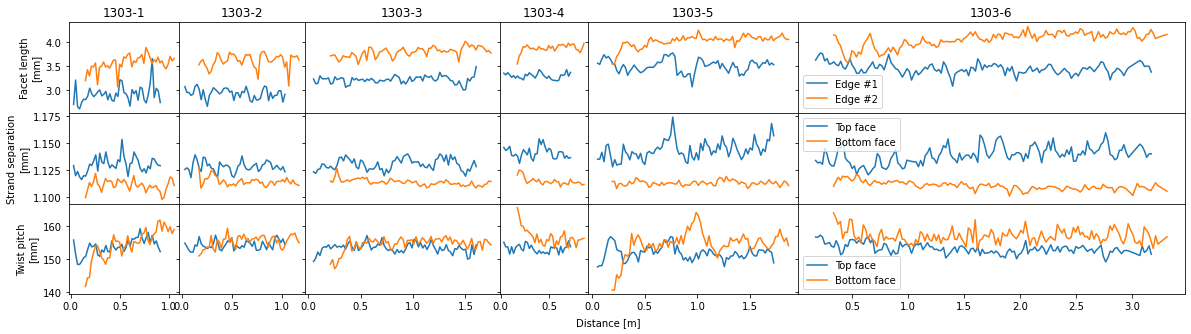 1303-1 1303-2 1303-3 1303-4 1303-5 1303-6
Facet length
[mm]
4.0
3.5
3.0
Edge #1
Edge #2
Strand separation
[mm]
1.175
1.150
1.125
1.100
Top face
Bottom face
Twist pitch
[mm]
160
150
140
Top face
Bottom face
0.0 0.5 1.0 0.0 0.5 1.0 0.0 0.5 1.0 1.5 0.0 0.5 0.0 0.5 1.0 1.5 0.5 1.0 1.5 2.0 2.5 3.0
Distance [m]